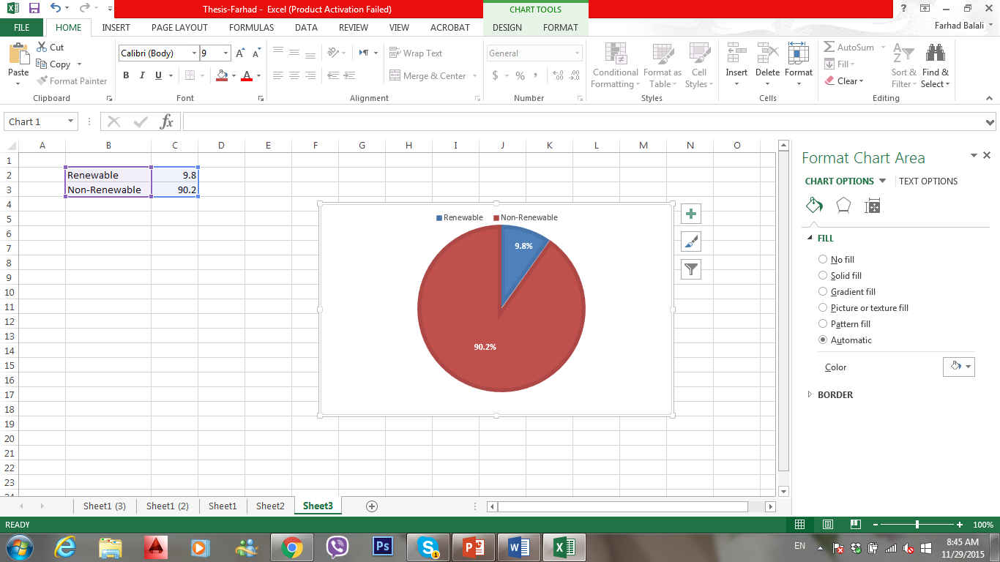 Thesis-Farhad - Excel (Product Activation Failed)
CHART TOOLS
?
FILE HOME INSERT PAGE LAYOUT FORMULAS DATA REVIEW VIEW ACROBAT DESIGN FORMAT Farhad Balali
Paste
Cut
Copy
Format Painter
Clipboard
Calibri (Body) 9 A A
B I U A
Font
Wrap Text
Merge & Center
Alignment
General
$ % ,
.0 .00
Number
Conditional Formatting
Format as Table
Cell Styles
Styles
Insert Delete Format
Cells
AutoSum
Fill
Clear
Sort & Filter
Find & Select
Editing
Chart 1 fx
A B C D E F G H I J K L M N O
1
2 Renewable 9.8
3 Non-Renewable 90.2
4
5
6
7
8
9
10
11
12
13
14
15
16
17
18
19
20
21
22
23
Renewable Non-Renewable
9.8%
90.2%
Format Chart Area
CHART OPTIONS TEXT OPTIONS
FILL
No fill
Solid fill
Gradient fill
Picture or texture fill
Pattern fill
Automatic
Color
BORDER
Sheet1 (3) Sheet1 (2) Sheet1 Sheet2 Sheet3
READY 100%
Ps S 1 P W X
EN
8:45 AM
11/29/2015